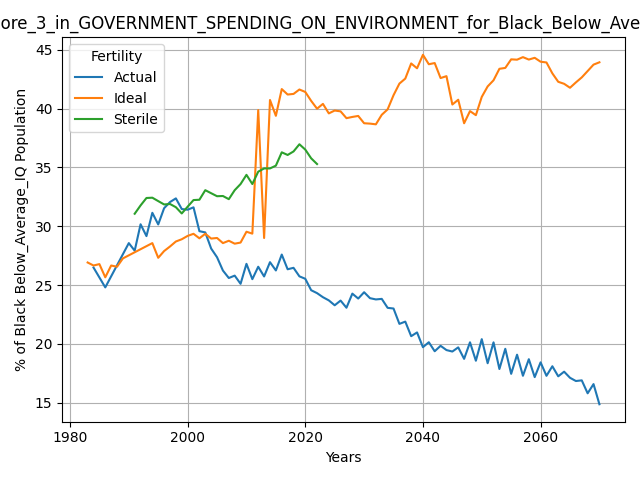 ore_3_in_GOVERNMENT_SPENDING_ON_ENVIRONMENT_for_Black_Below_Ave
Fertility
Actual
Ideal
Sterile
45
40
35
30
25
20
15
% of Black Below_Average_IQ Population
1980 2000 2020 2040 2060
Years